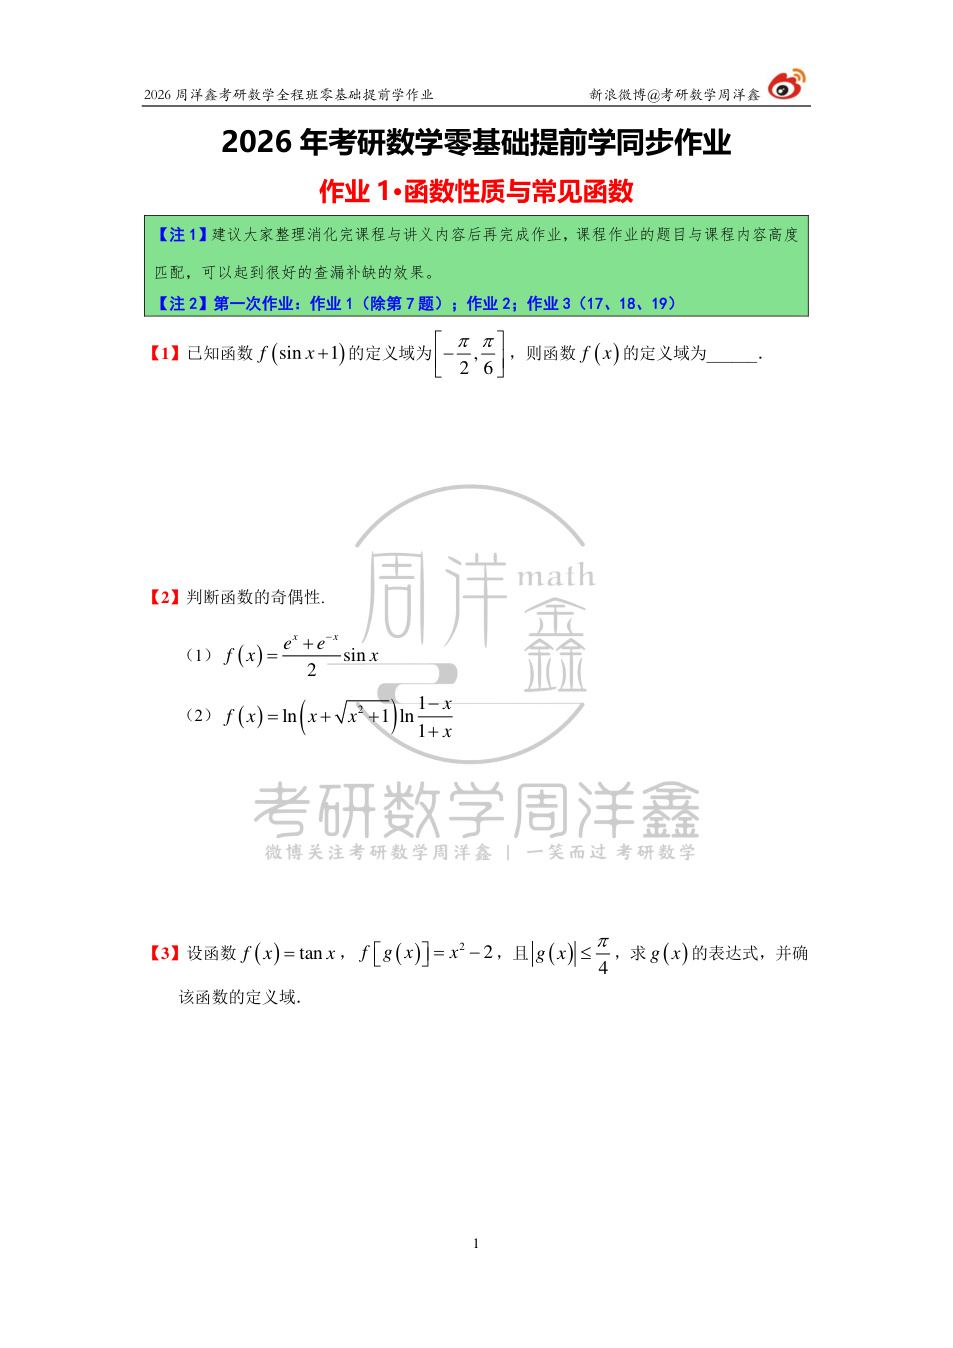 2026 周洋鑫考研数学全程班零基础提前学作业 新浪微博@考研数学周洋鑫
2026 年考研数学零基础提前学同步作业
作业 1•函数性质与常见函数
【注 1】建议大家整理消化完课程与讲义内容后再完成作业，课程作业的题目与课程内容高度
匹配，可以起到很好的查漏补缺的效果。
【注 2】第一次作业：作业 1（除第 7 题）；作业 2；作业 3（17、18、19）
【1】已知函数 f(sin x+1) 的定义域为 [−π/2, π/6]，则函数 f(x) 的定义域为______.
周洋鑫 math
【2】判断函数的奇偶性.
（1） f(x)=(e^x+e^{−x})/2 sin x
（2） f(x)=ln(x+√(x²+1))ln (1−x)/(1+x)
考研数学周洋鑫
微博关注考研数学周洋鑫 | 一笑而过 考研数学
【3】设函数 f(x)=tan x， f[g(x)]=x²−2，且|g(x)|≤π/4，求 g(x) 的表达式，并确
该函数的定义域.
1